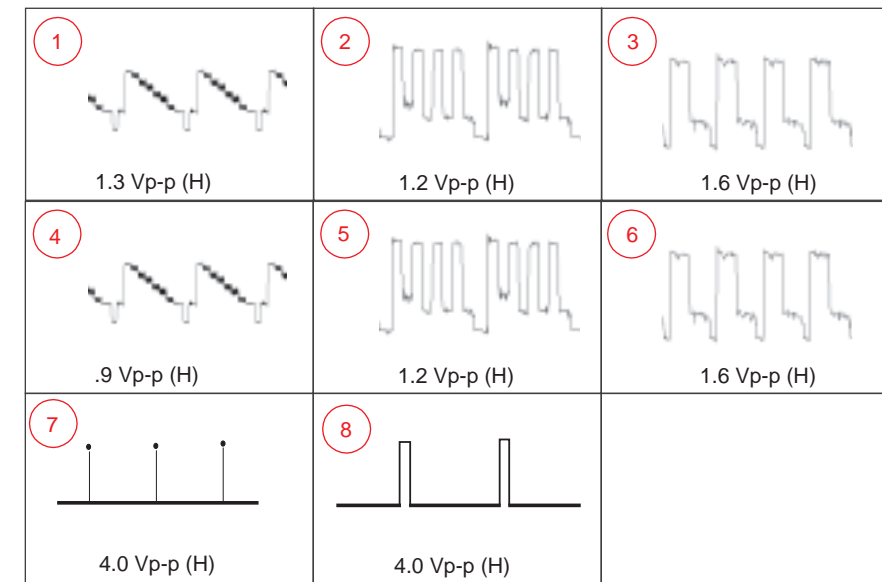 1
2
3
1.3 Vp-p (H)
1.2 Vp-p (H)
1.6 Vp-p (H)
4
5
6
.9 Vp-p (H)
1.2 Vp-p (H)
1.6 Vp-p (H)
7
8
4.0 Vp-p (H)
4.0 Vp-p (H)